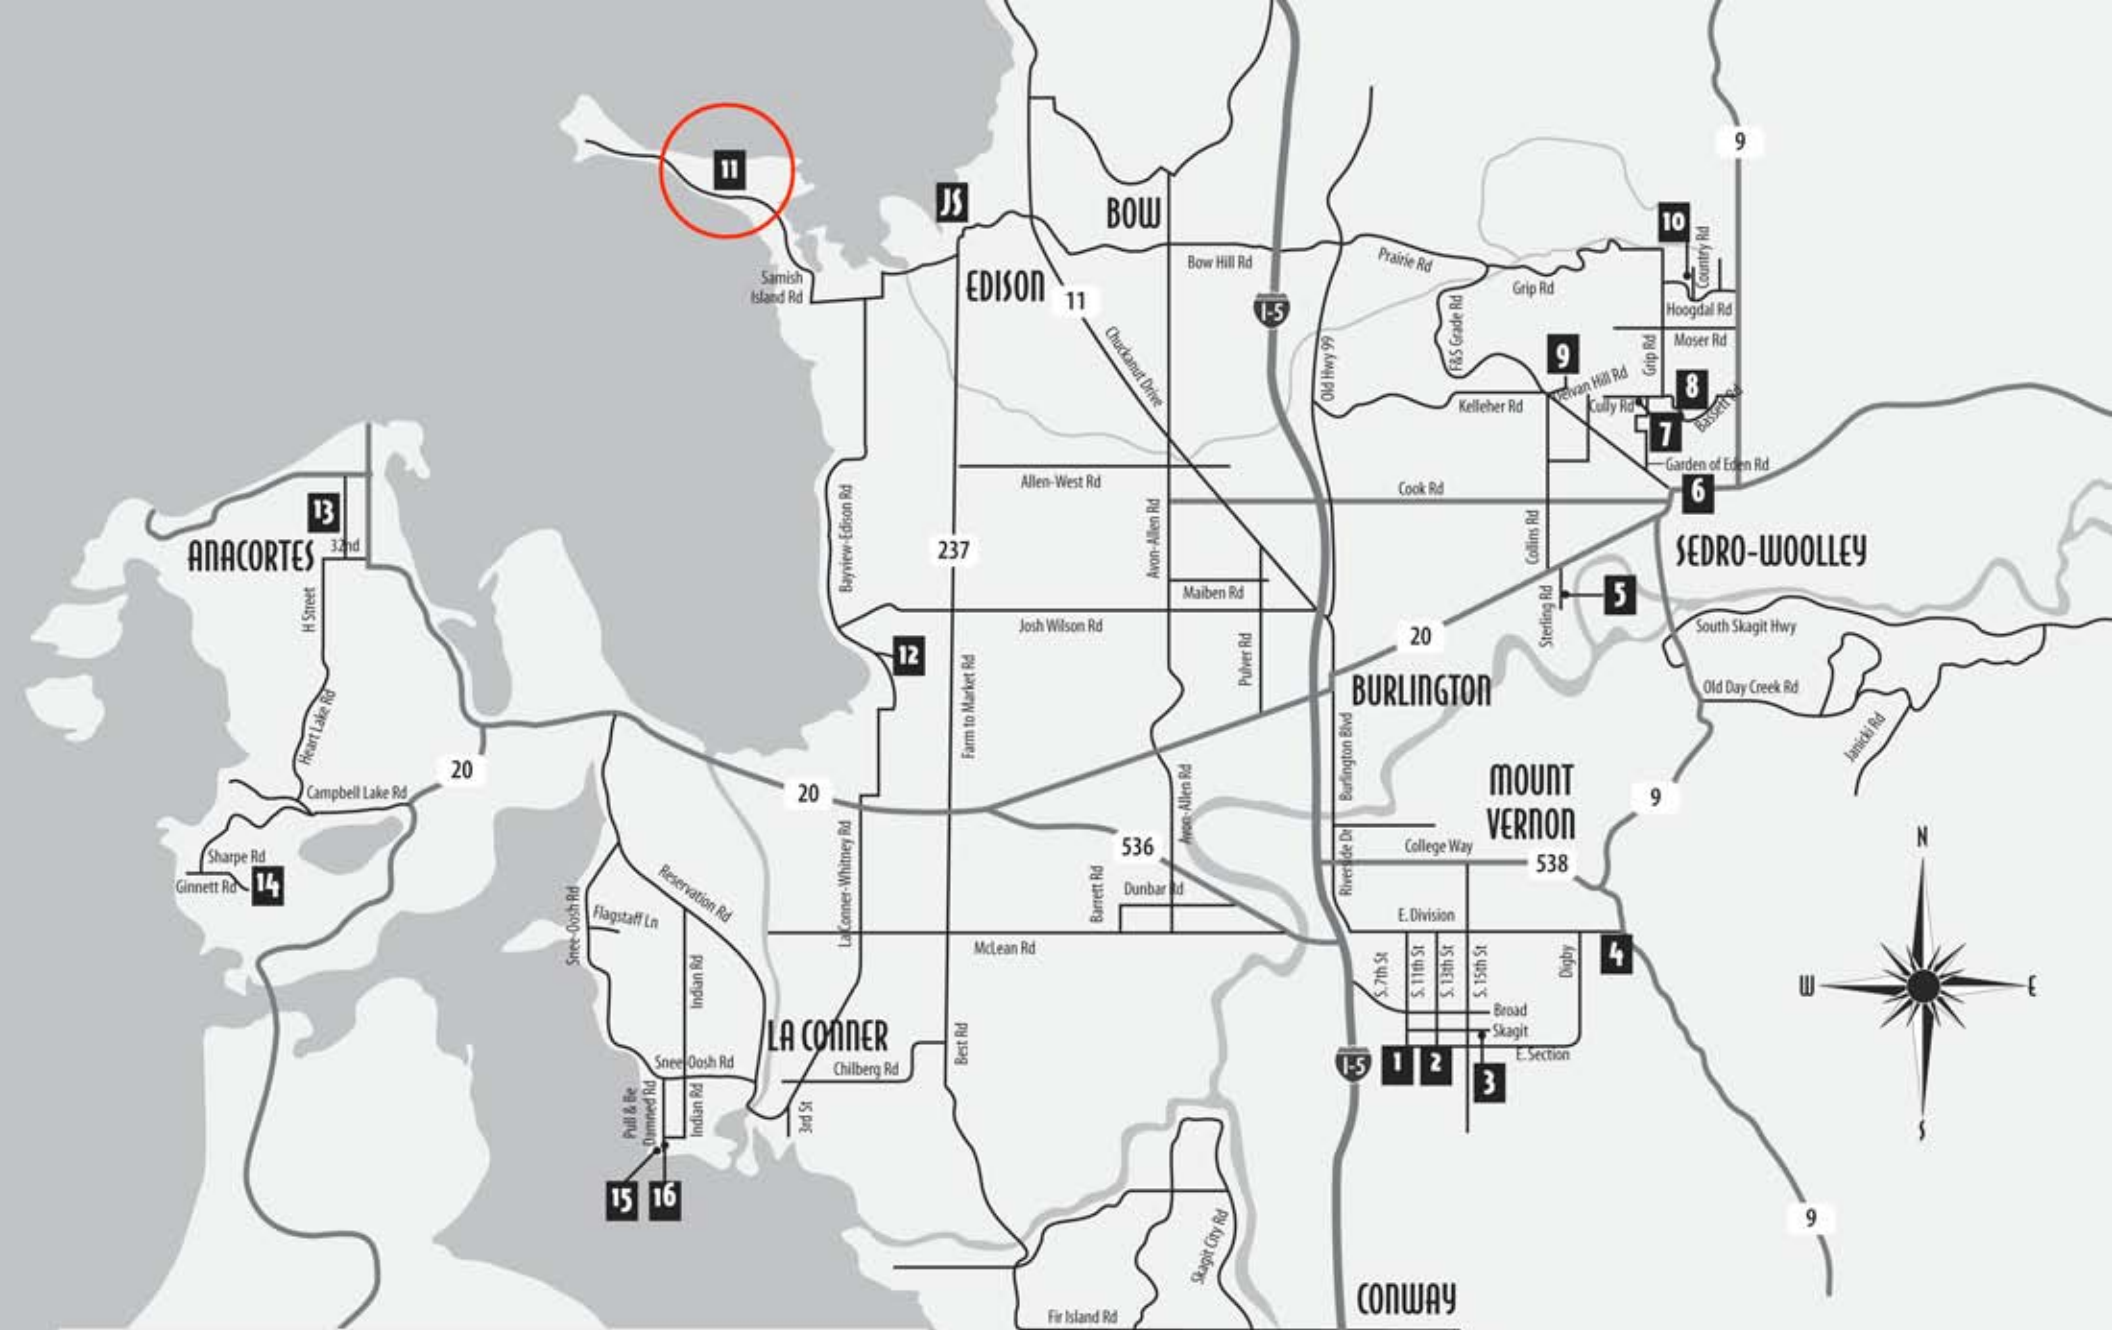 9
11
JS
BOW
10
Country Rd
Bow Hill Rd
Prairie Rd
Samish
Island Rd
EDISON
11
I-5
Grip Rd
Hoogdal Rd
F&S Grade Rd
Moser Rd
Grip Rd
Chuckanut Drive
Old Hwy 99
9
8
Kelleher Rd
Hill Rd
Cully Rd
Bassett Rd
7
Garden of Eden Rd
Allen-West Rd
Cook Rd
6
13
32nd
ANACORTES
Bayview-Edison Rd
237
Avon-Allen Rd
Collins Rd
SEDRO-WOOLLEY
H Street
Maiben Rd
5
Sterling Rd
Josh Wilson Rd
20
South Skagit Hwy
12
Farm to Market Rd
Pulver Rd
BURLINGTON
Old Day Creek Rd
Heart Lake Rd
Janicki Rd
Burlington Blvd
20
Campbell Lake Rd
20
Avon-Allen Rd
MOUNT
VERNON
9
N
Sharpe Rd
Ginnett Rd
14
LaConner-Whitney Rd
536
Riverside Dr
College Way
538
Reservation Rd
Barrett Rd
Dunbar Rd
Snee-Oosh Rd
Flagstaff Ln
E. Division
McLean Rd
4
Indian Rd
S. 7th St
S. 11th St
S. 13th St
S. 15th St
Digby
W
E
Broad
Skagit
LA CONNER
Best Rd
E. Section
Snee-Oosh Rd
Chilberg Rd
I-5
1
2
3
Pull & Be
Damned Rd
Indian Rd
3rd St
S
15
16
9
Skagit City Rd
CONWAY
Fir Island Rd